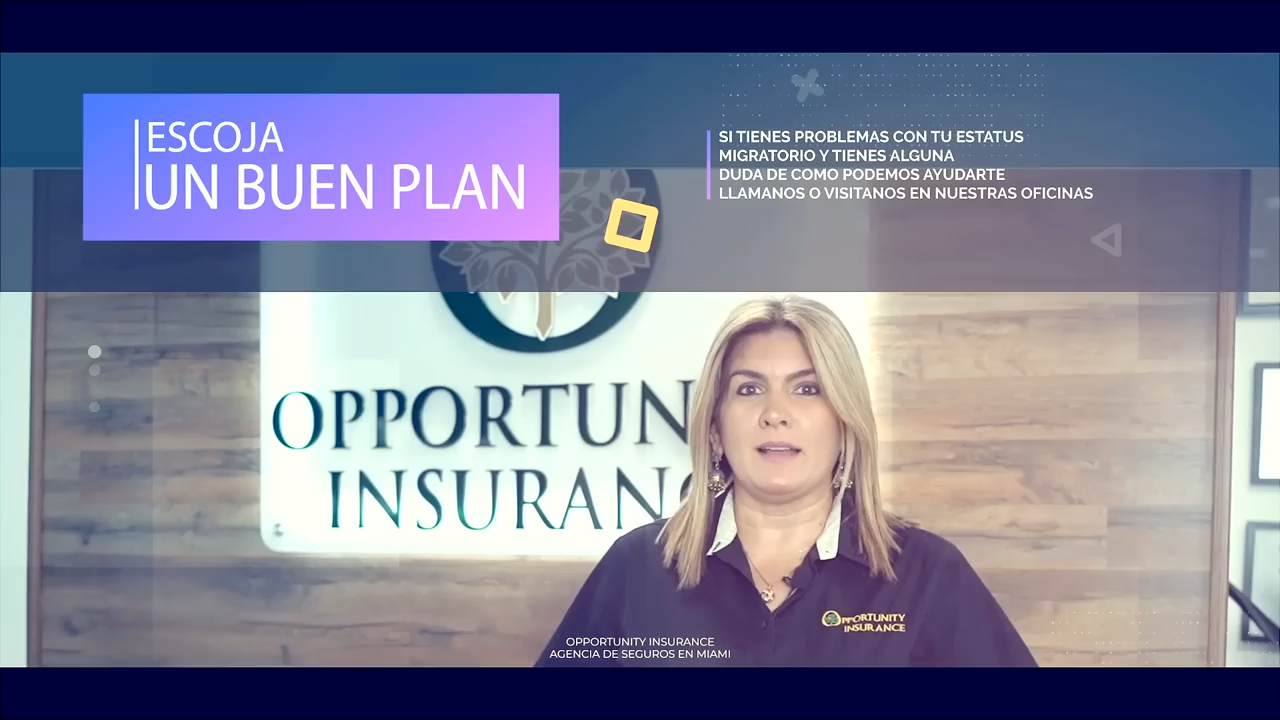 ESCOJA
UN BUEN PLAN
SI TIENES PROBLEMAS CON TU ESTATUS
MIGRATORIO Y TIENES ALGUNA
DUDA DE COMO PODEMOS AYUDARTE
LLAMANOS O VISITANOS EN NUESTRAS OFICINAS
OPPORTUN
INSURANC
OPPORTUNITY
INSURANCE
OPPORTUNITY INSURANCE
AGENCIA DE SEGUROS EN MIAMI